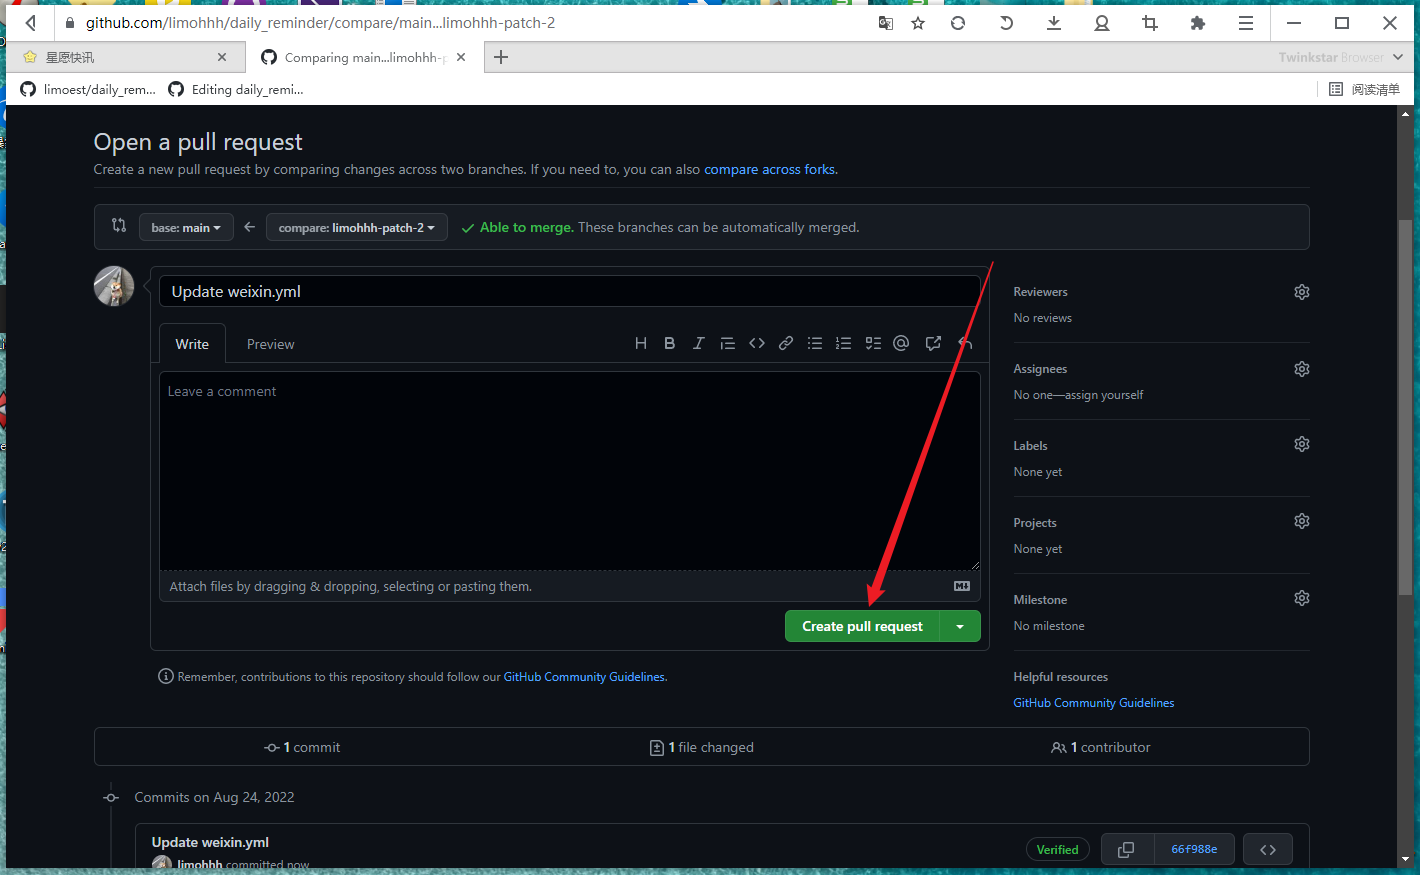 github.com/limohhh/daily_reminder/compare/main...limohhh-patch-2
星愿快讯
Comparing main...limohhh-p
Twinkstar Browser
limoest/daily_rem...
Editing daily_remi...
阅读清单
Open a pull request
Create a new pull request by comparing changes across two branches. If you need to, you can also compare across forks.
base: main
compare: limohhh-patch-2
Able to merge. These branches can be automatically merged.
Update weixin.yml
Write
Preview
Leave a comment
Attach files by dragging & dropping, selecting or pasting them.
Create pull request
Remember, contributions to this repository should follow our GitHub Community Guidelines.
Reviewers
No reviews
Assignees
No one—assign yourself
Labels
None yet
Projects
None yet
Milestone
No milestone
Helpful resources
GitHub Community Guidelines
1 commit
1 file changed
1 contributor
Commits on Aug 24, 2022
Update weixin.yml
limohhh committed now
Verified
66f988e